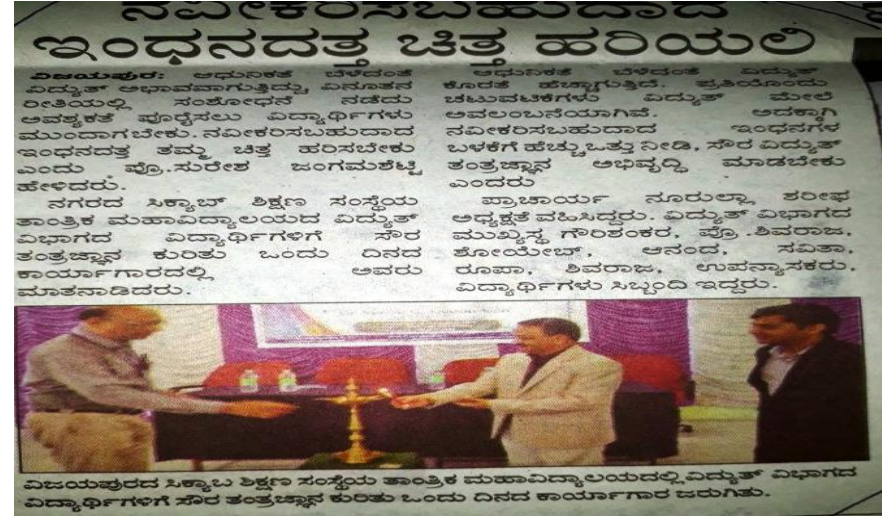 ನವೀಕರಿಸಬಹುದಾದ
ಇಂಧನದತ್ತ ಚಿತ್ತ ಹರಿಯಲಿ
ವಿಜಯಪುರ: ಆಧುನಿಕತೆ ಬೆಳೆದಂತೆ
ವಿದ್ಯುತ್ ಅಭಾವವಾಗುತ್ತಿದ್ದು, ವಿನೂತನ
ರೀತಿಯಲ್ಲಿ ಸಂಶೋಧನೆ ನಡೆದು
ಅವಶ್ಯಕತೆ ಪೂರೈಸಲು ವಿದ್ಯಾರ್ಥಿಗಳು
ಮುಂದಾಗಬೇಕು. ನವೀಕರಿಸಬಹುದಾದ
ಇಂಧನದತ್ತ ತಮ್ಮ ಚಿತ್ತ ಹರಿಸಬೇಕು
ಎಂದು ಪ್ರೊ.ಸುರೇಶ ಜಂಗಮಶೆಟ್ಟಿ
ಹೇಳಿದರು.
ನಗರದ ಸಿಕ್ಯಾಬ್ ಶಿಕ್ಷಣ ಸಂಸ್ಥೆಯ
ತಾಂತ್ರಿಕ ಮಹಾವಿದ್ಯಾಲಯದ ವಿದ್ಯುತ್
ವಿಭಾಗದ ವಿದ್ಯಾರ್ಥಿಗಳಿಗೆ ಸೌರ
ತಂತ್ರಜ್ಞಾನ ಕುರಿತು ಒಂದು ದಿನದ
ಕಾರ್ಯಾಗಾರದಲ್ಲಿ ಅವರು
ಮಾತನಾಡಿದರು.
ಆಧುನಿಕತೆ ಬೆಳೆದಂತೆ ವಿದ್ಯುತ್
ಕೊರತೆ ಹೆಚ್ಚಾಗುತ್ತಿದೆ. ಪ್ರತಿಯೊಂದು
ಚಟುವಟಿಕೆಗಳು ವಿದ್ಯುತ್ ಮೇಲೆ
ಅವಲಂಬನೆಯಾಗಿವೆ. ಅದಕ್ಕಾಗಿ
ನವೀಕರಿಸಬಹುದಾದ ಇಂಧನಗಳ
ಬಳಕೆಗೆ ಹೆಚ್ಚು ಒತ್ತು ನೀಡಿ, ಸೌರ ವಿದ್ಯುತ್
ತಂತ್ರಜ್ಞಾನ ಅಭಿವೃದ್ಧಿ ಮಾಡಬೇಕು
ಎಂದರು
ಪ್ರಾಚಾರ್ಯ ನೂರುಲ್ಲಾ ಶರೀಫ
ಅಧ್ಯಕ್ಷತೆ ವಹಿಸಿದ್ದರು. ವಿದ್ಯುತ್ ವಿಭಾಗದ
ಮುಖ್ಯಸ್ಥ ಗೌರಿಶಂಕರ, ಪ್ರೊ .ಶಿವರಾಜ,
ಶೋಯೇಬ್, ಆನಂದ, ಸವಿತಾ,
ರೂಪಾ, ಶಿವರಾಜ, ಉಪನ್ಯಾಸಕರು,
ವಿದ್ಯಾರ್ಥಿಗಳು ಸಿಬ್ಬಂದಿ ಇದ್ದರು.
ವಿಜಯಪುರದ ಸಿಕ್ಯಾಬ ಶಿಕ್ಷಣ ಸಂಸ್ಥೆಯ ತಾಂತ್ರಿಕ ಮಹಾವಿದ್ಯಾಲಯದಲ್ಲಿ ವಿದ್ಯುತ್ ವಿಭಾಗದ
ವಿದ್ಯಾರ್ಥಿಗಳಿಗೆ ಸೌರ ತಂತ್ರಜ್ಞಾನ ಕುರಿತು ಒಂದು ದಿನದ ಕಾರ್ಯಾಗಾರ ಜರುಗಿತು.